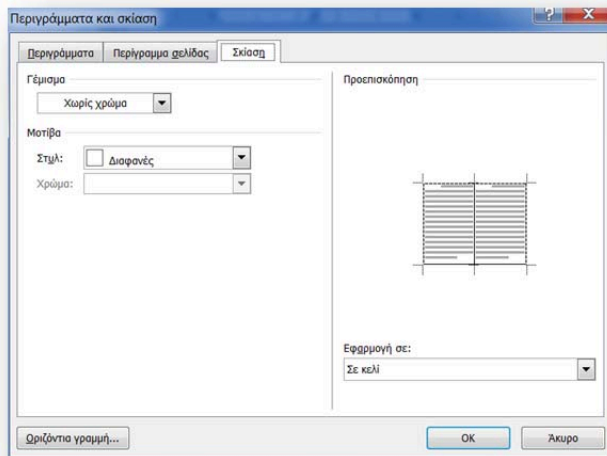 Περιγράμματα και σκίαση
Περιγράμματα Περίγραμμα σελίδας Σκίαση
Γέμισμα
Χωρίς χρώμα
Μοτίβα
Στυλ: Διαφανές
Χρώμα:
Προεπισκόπηση
Εφαρμογή σε:
Σε κελί
Οριζόντια γραμμή... OK Άκυρο